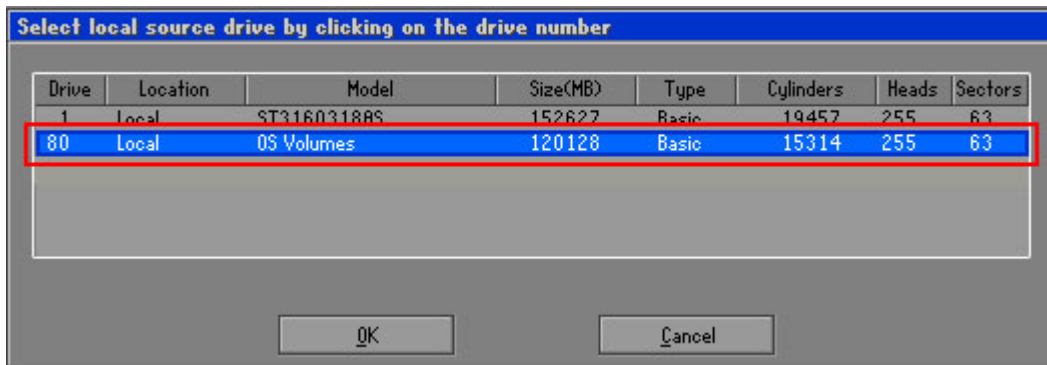 Select local source drive by clicking on the drive number
Drive Location Model Size(MB) Type Cylinders Heads Sectors
1 Local ST3160318AS 152627 Basic 19457 255 63
80 Local OS Volumes 120128 Basic 15314 255 63
OK Cancel